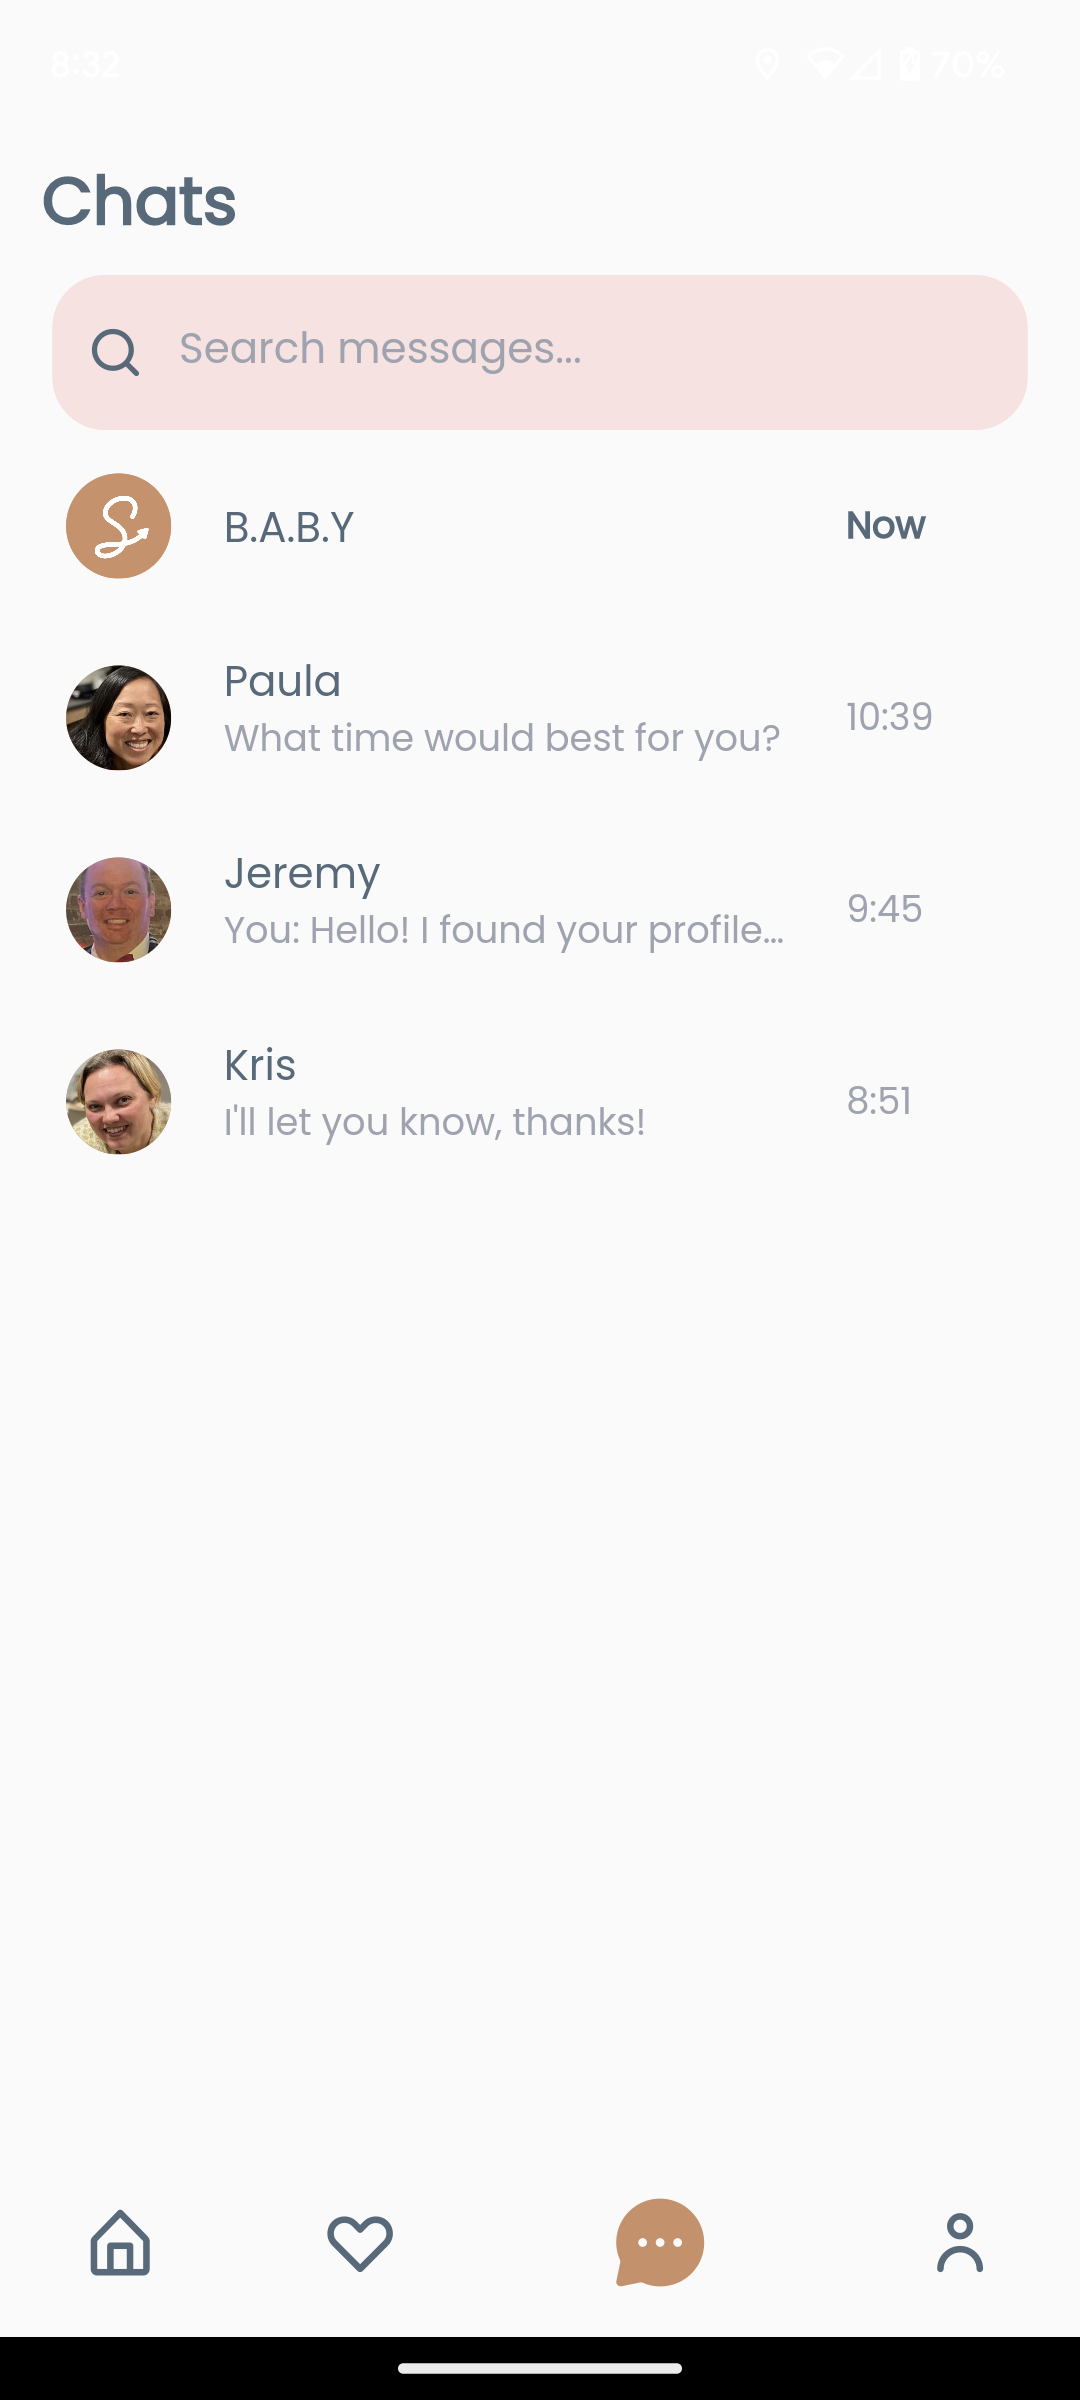 8:32 70%
Chats
Search messages...
B.A.B.Y
Now
Paula
What time would best for you?
10:39
Jeremy
You: Hello! I found your profile...
9:45
Kris
I'll let you know, thanks!
8:51